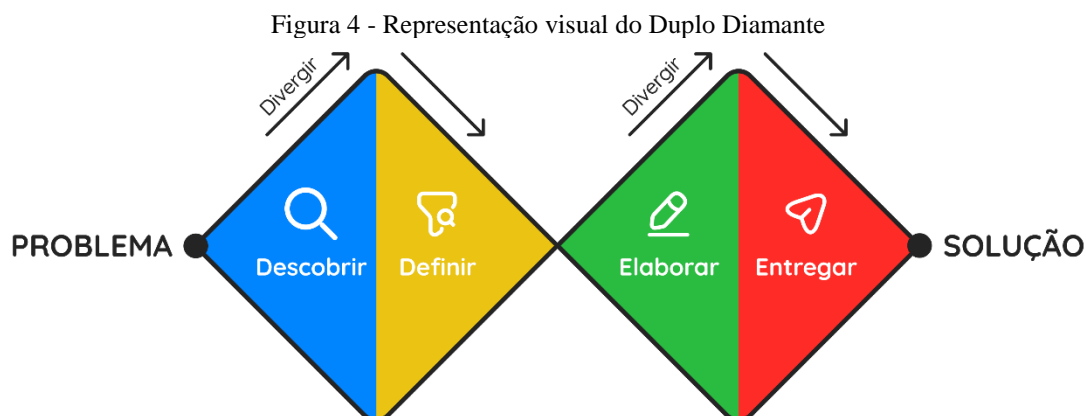 Figura 4 - Representação visual do Duplo Diamante
Divergir
Divergir
PROBLEMA
Descobrir
Definir
Elaborar
Entregar
SOLUÇÃO